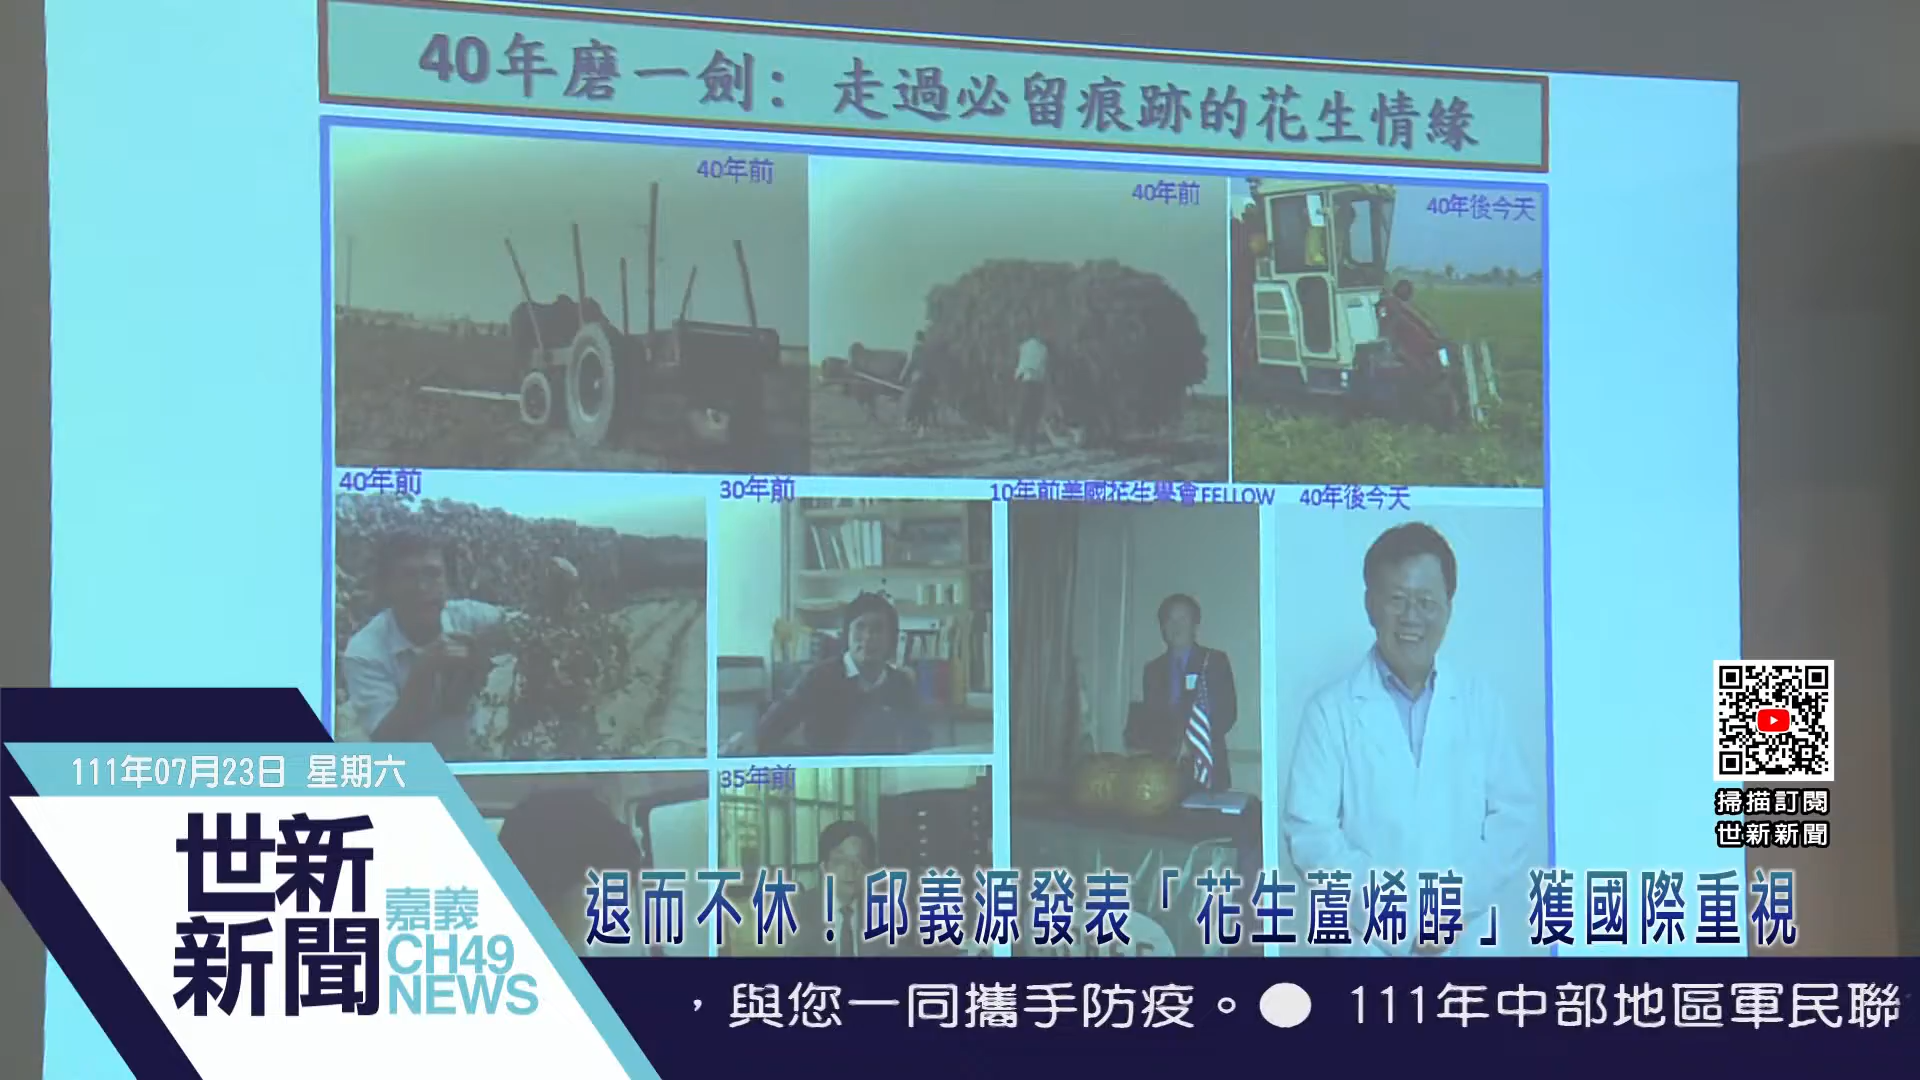 40年磨一劍：走過必留痕跡的花生情緣
40年前
40年前
40年後今天
40年前
30年前
10年前美國花生學會FELLOW
40年後今天
35年前
掃描訂閱
世新新聞
111年07月23日 星期六
世新
新聞
嘉義
CH49
NEWS
退而不休！邱義源發表「花生蘆烯醇」獲國際重視
，與您一同攜手防疫。● 111年中部地區軍民聯